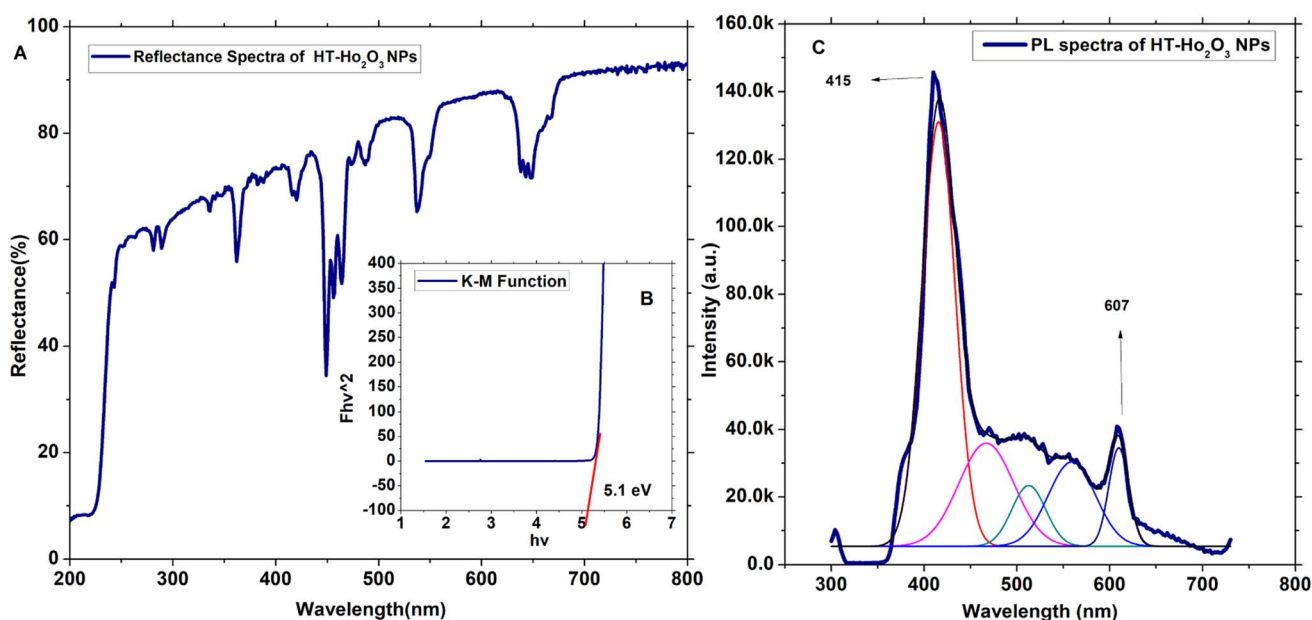 A
Reflectance Spectra of HT-Ho₂O₃ NPs
Reflectance(%)
100
80
60
40
20
0
200 300 400 500 600 700 800
Wavelength(nm)
K-M Function
B
Fhv^2
400
350
300
250
200
150
100
50
0
-50
-100
5.1 eV
1 2 3 4 5 6 7
hv
C
PL spectra of HT-Ho₂O₃ NPs
415
607
Intensity (a.u.)
160.0k
140.0k
120.0k
100.0k
80.0k
60.0k
40.0k
20.0k
0.0
300 400 500 600 700 800
Wavelength (nm)